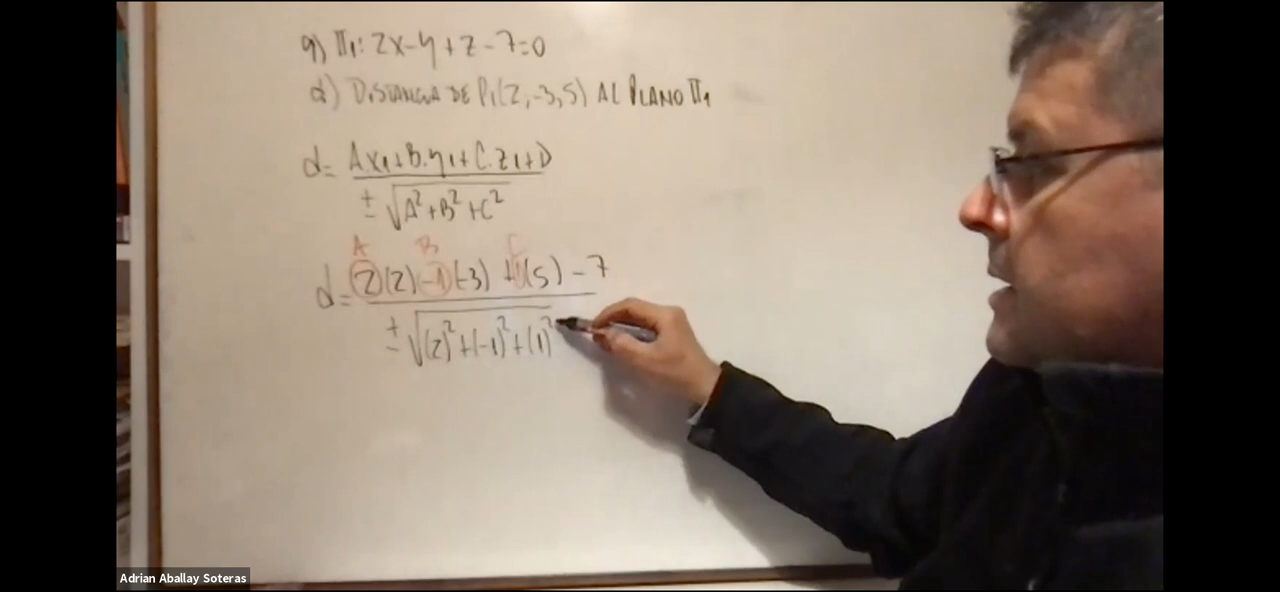 9) Π₁: 2x-y+z-7=0
d) DISTANCIA DE P₁(2,-3,5) AL PLANO Π₁
d= A.x₁+B.y₁+C.z₁+D
± √A²+B²+C²
A B C
d= 2(2)-1(-3) +1(5) -7
± √(2)²+(-1)²+(1)²
Adrian Aballay Soteras